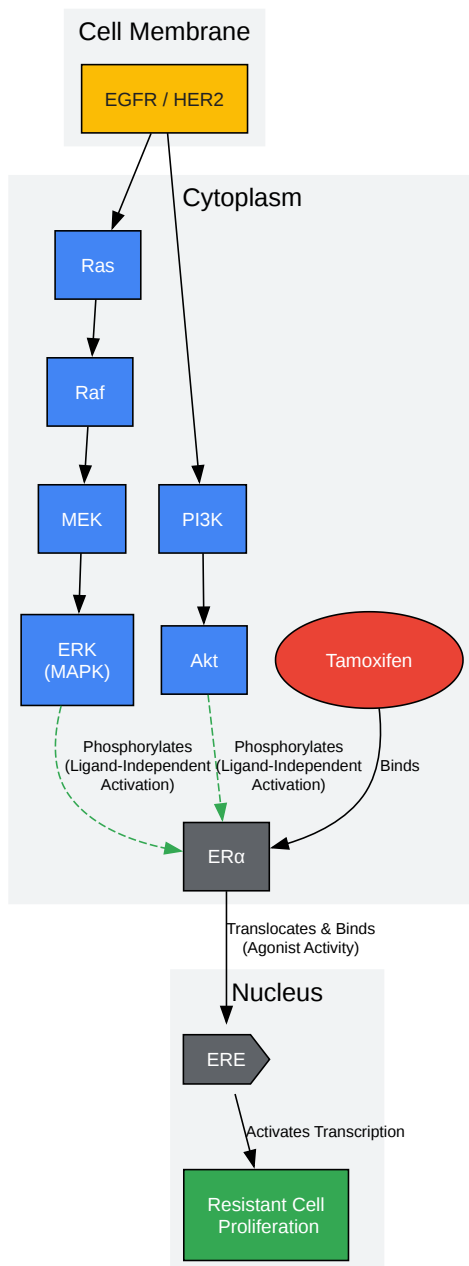 Cell Membrane
EGFR / HER2
Cytoplasm
Ras
Raf
MEK
PI3K
ERK
(MAPK)
Akt
Tamoxifen
Phosphorylates
(Ligand-Independent
Activation)
Phosphorylates
(Ligand-Independent
Activation)
Binds
ERα
Translocates & Binds
(Agonist Activity)
Nucleus
ERE
Activates Transcription
Resistant Cell
Proliferation